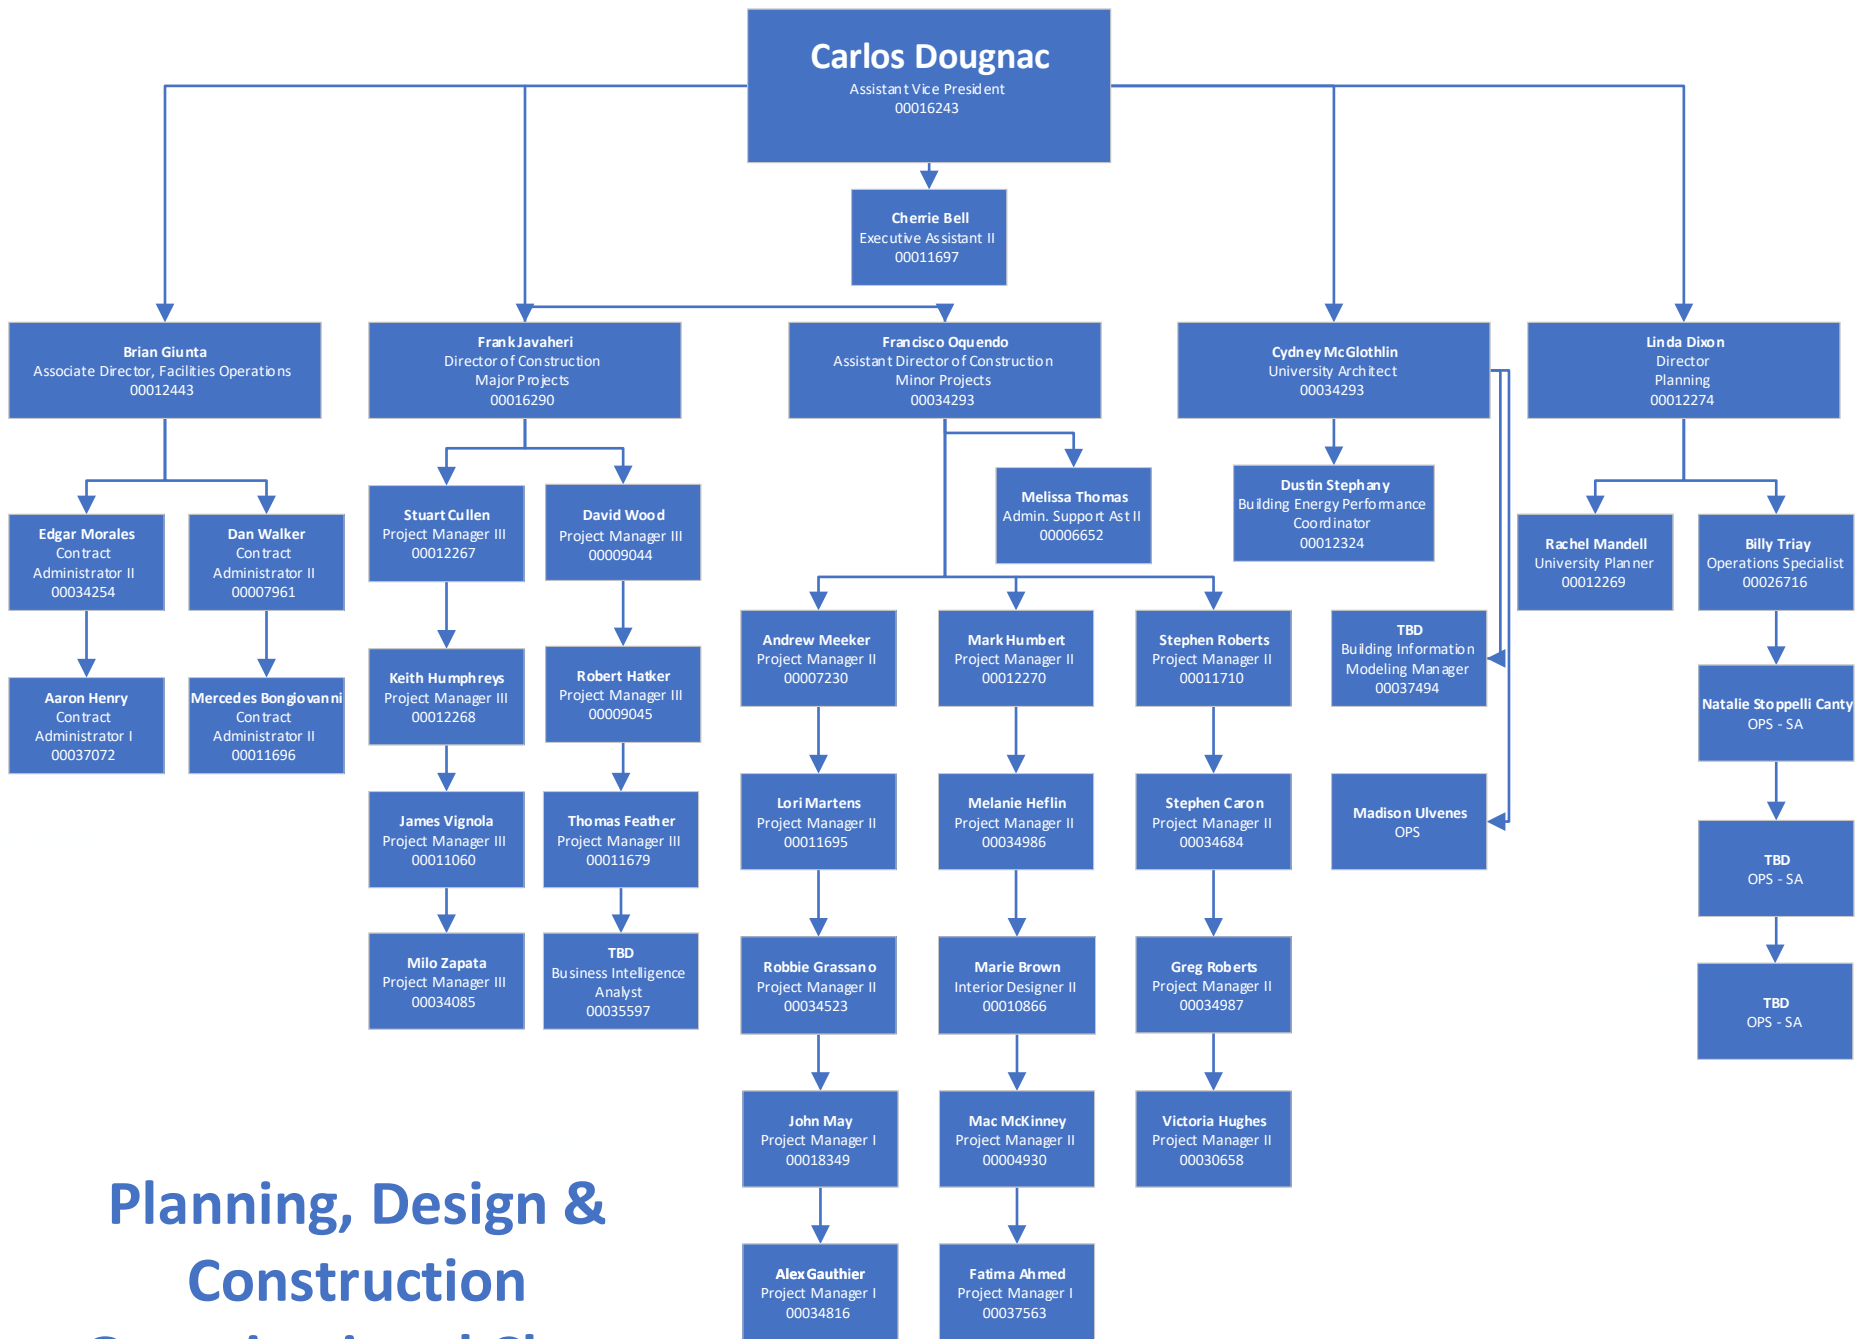 Carlos Dougnac
Assistant Vice President
00016243
Cherrie Bell
Executive Assistant II
00011697
Brian Giunta
Associate Director, Facilities Operations
00012443
Frank Javaheri
Director of Construction
Major Projects
00016290
Francisco Oquendo
Assistant Director of Construction
Minor Projects
00034293
Cydney McGlothlin
University Architect
00034293
Linda Dixon
Director
Planning
00012274
Edgar Morales
Contract
Administrator II
00034254
Dan Walker
Contract
Administrator II
00007961
Aaron Henry
Contract
Administrator I
00037072
Mercedes Bongiovanni
Contract
Administrator II
00011696
Stuart Cullen
Project Manager III
00012267
David Wood
Project Manager III
00009044
Keith Humphreys
Project Manager III
00012268
Robert Hatker
Project Manager III
00009045
James Vignola
Project Manager III
00011060
Thomas Feather
Project Manager III
00011679
Milo Zapata
Project Manager III
00034085
TBD
Business Intelligence
Analyst
00035597
Melissa Thomas
Admin. Support Ast II
00006652
Andrew Meeker
Project Manager II
00007230
Mark Humbert
Project Manager II
00012270
Stephen Roberts
Project Manager II
00011710
Lori Martens
Project Manager II
00011695
Melanie Heflin
Project Manager II
00034986
Stephen Caron
Project Manager II
00034684
Robbie Grassano
Project Manager II
00034523
Marie Brown
Interior Designer II
00010866
Greg Roberts
Project Manager II
00034987
John May
Project Manager I
00018349
Mac McKinney
Project Manager II
00004930
Victoria Hughes
Project Manager II
00030658
Alex Gauthier
Project Manager I
00034816
Fatima Ahmed
Project Manager I
00037563
Dustin Stephany
Building Energy Performance
Coordinator
00012324
TBD
Building Information
Modeling Manager
00037494
Madison Ulvenes
OPS
Rachel Mandell
University Planner
00012269
Billy Triay
Operations Specialist
00026716
Natalie Stoppelli Canty
OPS - SA
TBD
OPS - SA
TBD
OPS - SA
Planning, Design &
Construction